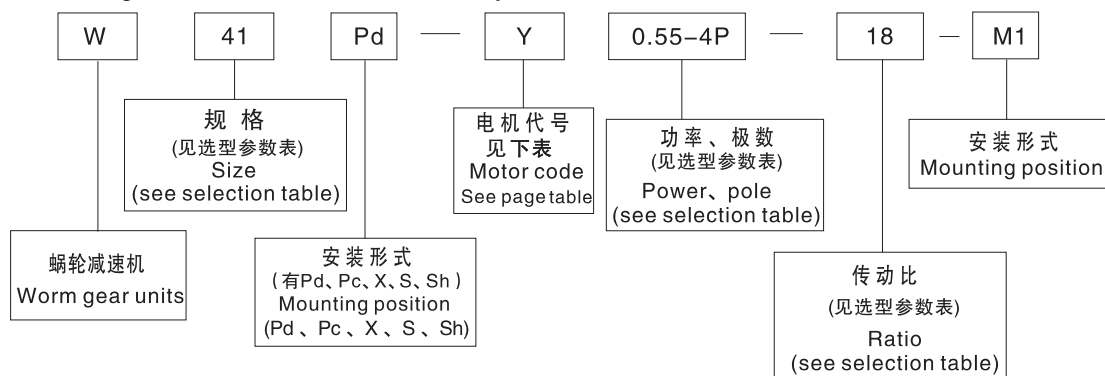 W 41 Pd — Y 0.55-4P — 18 — M1
规 格
(见选型参数表)
Size
(see selection table)
电机代号
见下表
Motor code
See page table
功率、极数
(见选型参数表)
Power、pole
(see selection table)
安装形式
Mounting position
蜗轮减速机
Worm gear units
安装形式
(有Pd、Pc、X、S、Sh)
Mounting position
(Pd 、Pc 、X 、S 、Sh)
传动比
(见选型参数表)
Ratio
(see selection table)